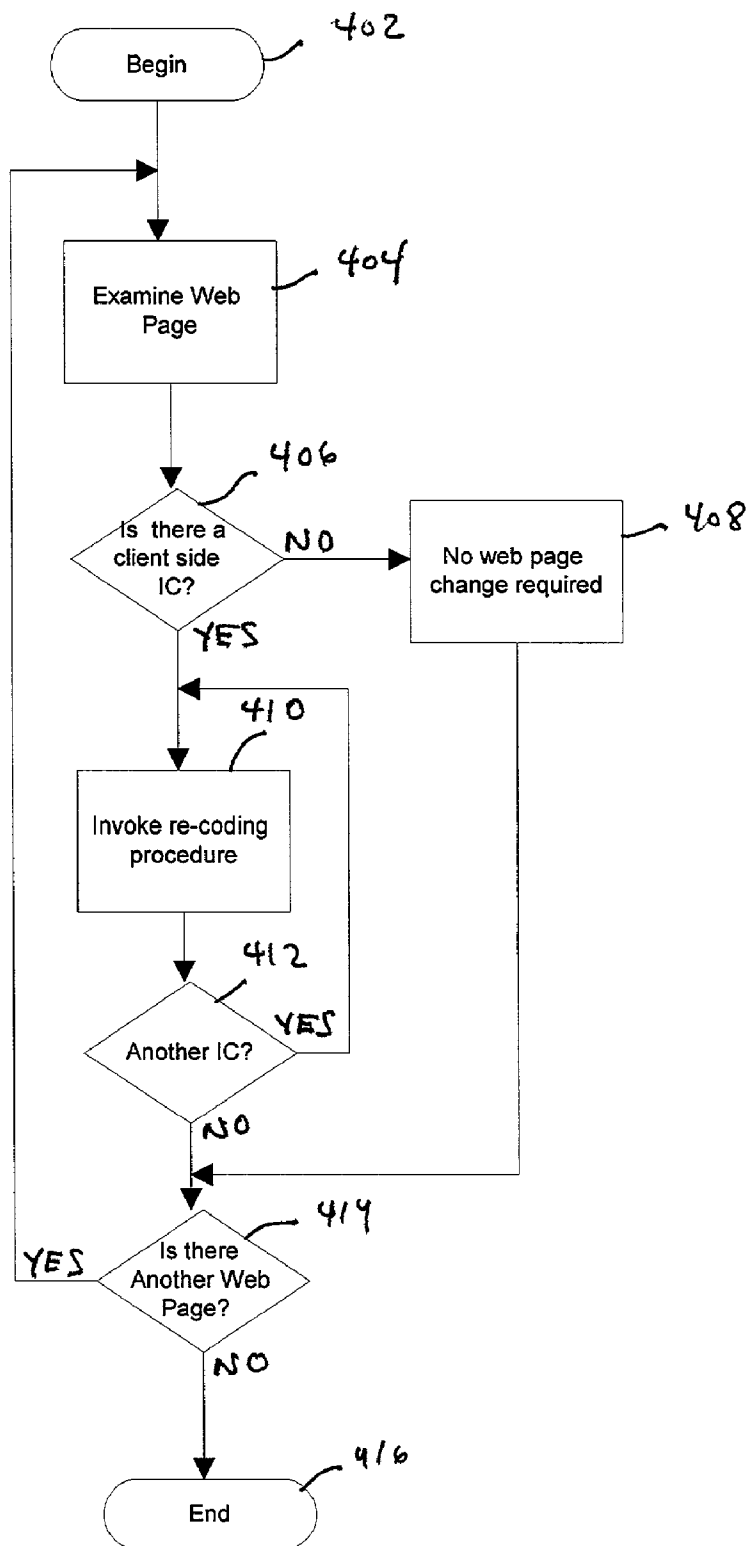 402
Begin
404
Examine Web
Page
406
Is there a
client side
IC?
NO
408
No web page
change required
YES
410
Invoke re-coding
procedure
412
Another IC?
YES
NO
414
Is there
Another Web
Page?
YES
NO
416
End